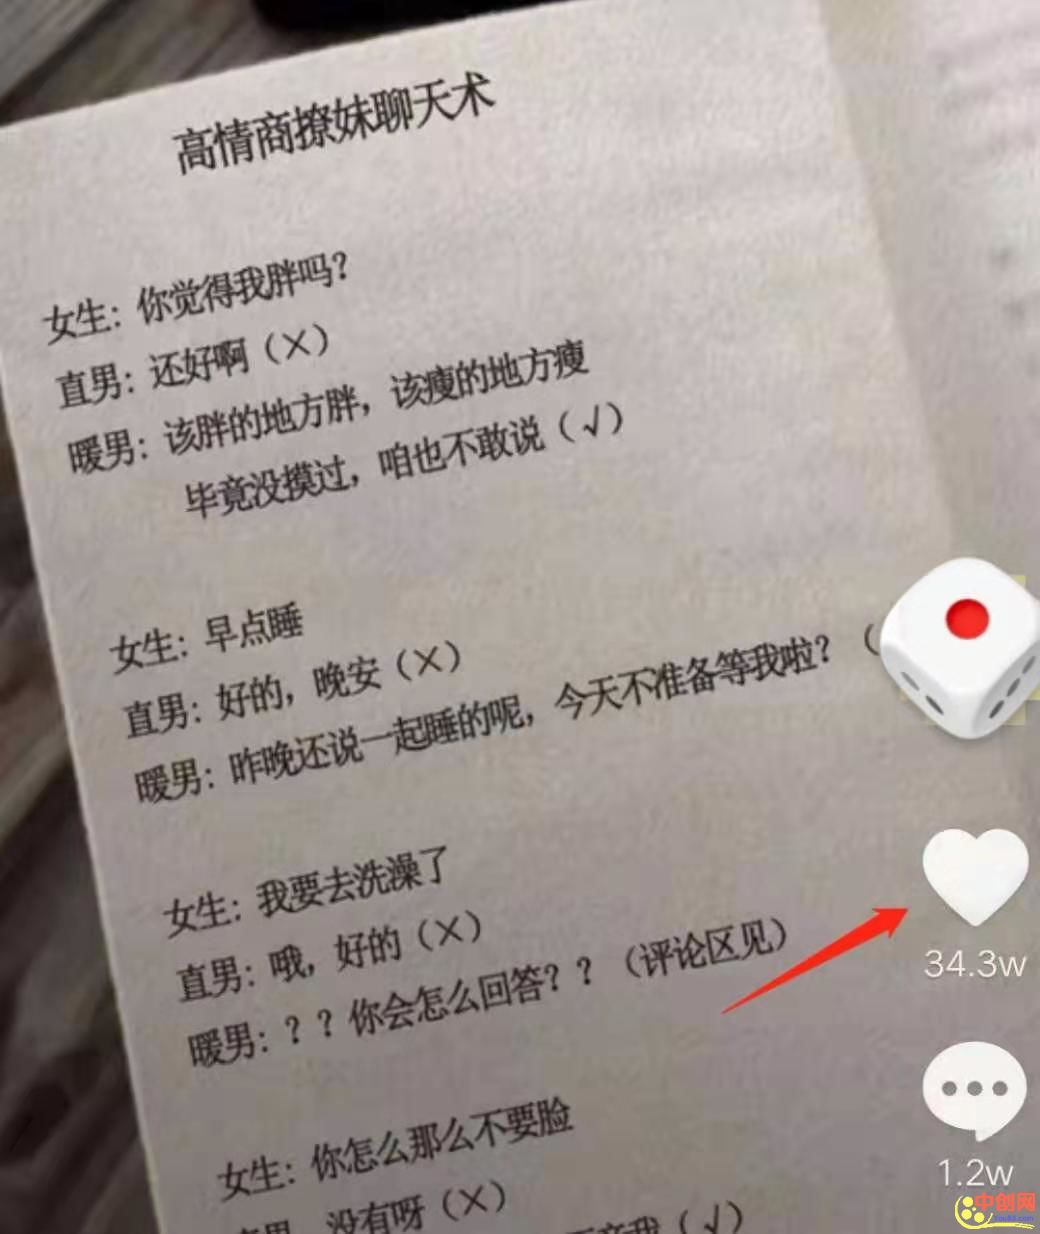 高情商撩妹聊天术
女生：你觉得我胖吗？
直男：还好啊（×）
暖男：该胖的地方胖，该瘦的地方瘦
毕竟没摸过，咱也不敢说（√）
女生：早点睡
直男：好的，晚安（×）
暖男：昨晚还说一起睡的呢，今天不准备等我啦？（
女生：我要去洗澡了
直男：哦，好的（×）
暖男：？？你会怎么回答？？（评论区见）
34.3w
女生：你怎么那么不要脸
1.2w
直男：没有呀（×）
（√）
中创网